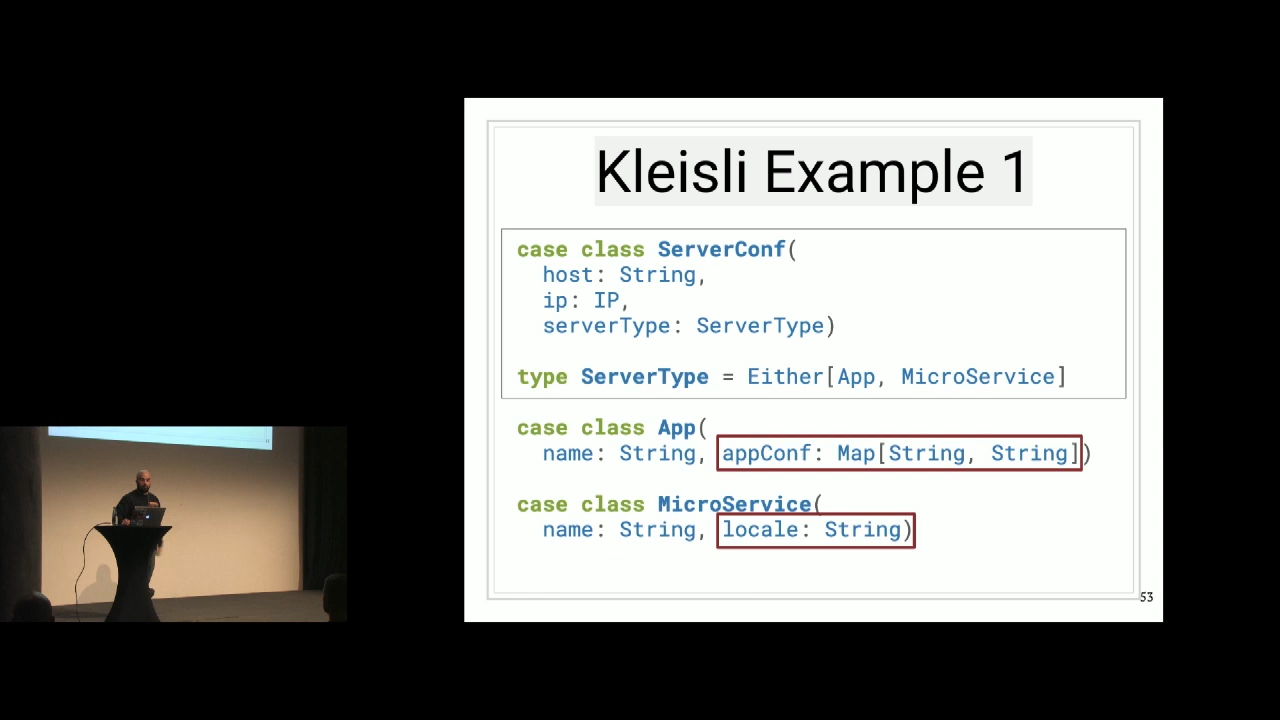 Kleisli Example 1
case class ServerConf(
host: String,
ip: IP,
serverType: ServerType)
type ServerType = Either[App, MicroService]
case class App(
name: String, appConf: Map[String, String])
case class MicroService(
name: String, locale: String)
53